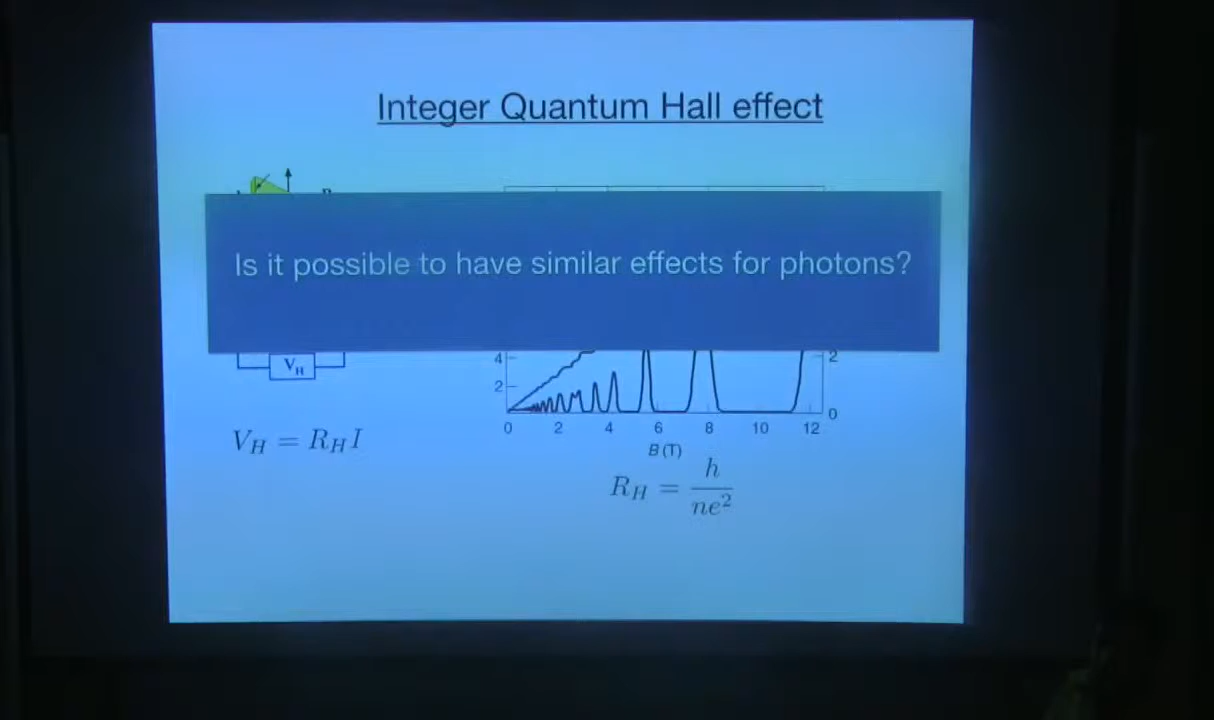 Integer Quantum Hall effect
Is it possible to have similar effects for photons?
V_H
4
2
2
0
0 2 4 6 8 10 12
B (T)
V_H = R_H I
R_H = h / ne²